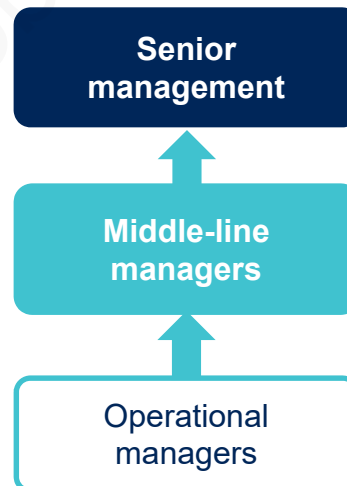 Senior
management
Middle-line
managers
Operational
managers